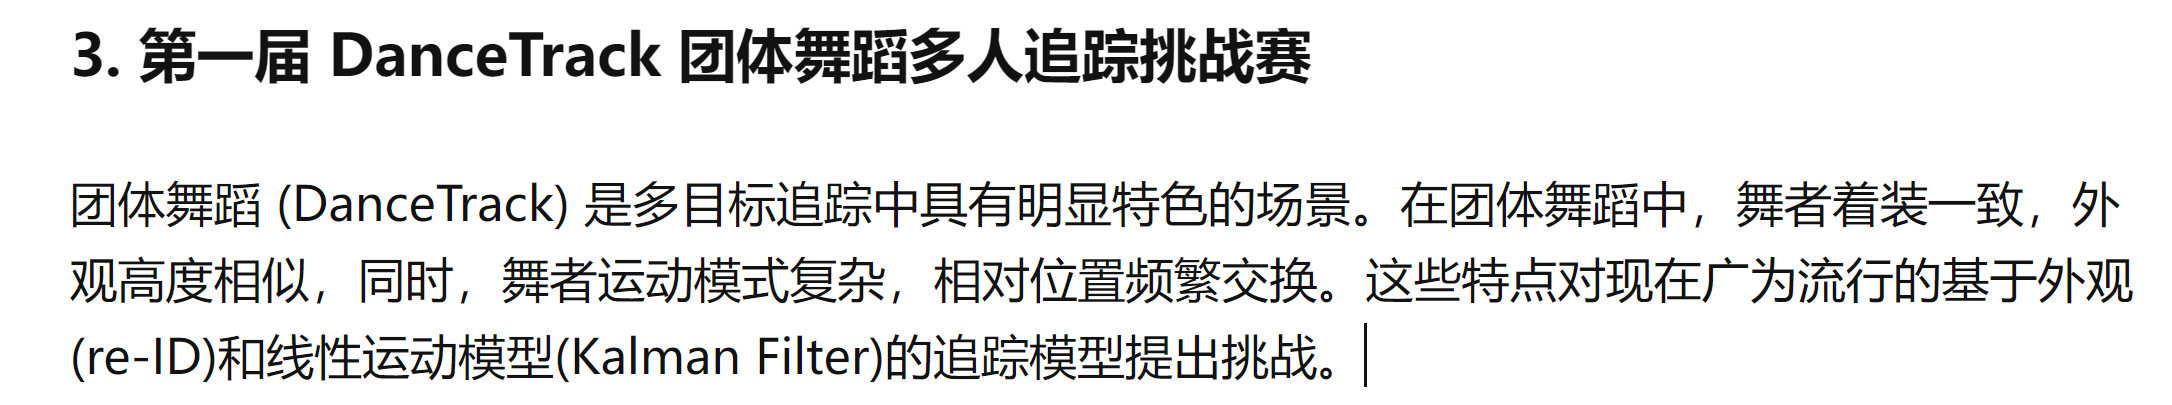 3. 第一届 DanceTrack 团体舞蹈多人追踪挑战赛
团体舞蹈 (DanceTrack) 是多目标追踪中具有明显特色的场景。在团体舞蹈中，舞者着装一致，外
观高度相似，同时，舞者运动模式复杂，相对位置频繁交换。这些特点对现在广为流行的基于外观
(re-ID)和线性运动模型(Kalman Filter)的追踪模型提出挑战。